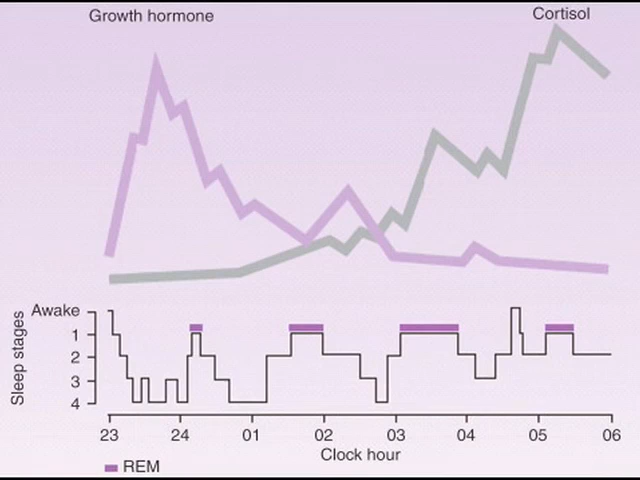 Growth hormone
Cortisol
Sleep stages
Awake
1
2
3
4
23 24 01 02 03 04 05 06
Clock hour
REM